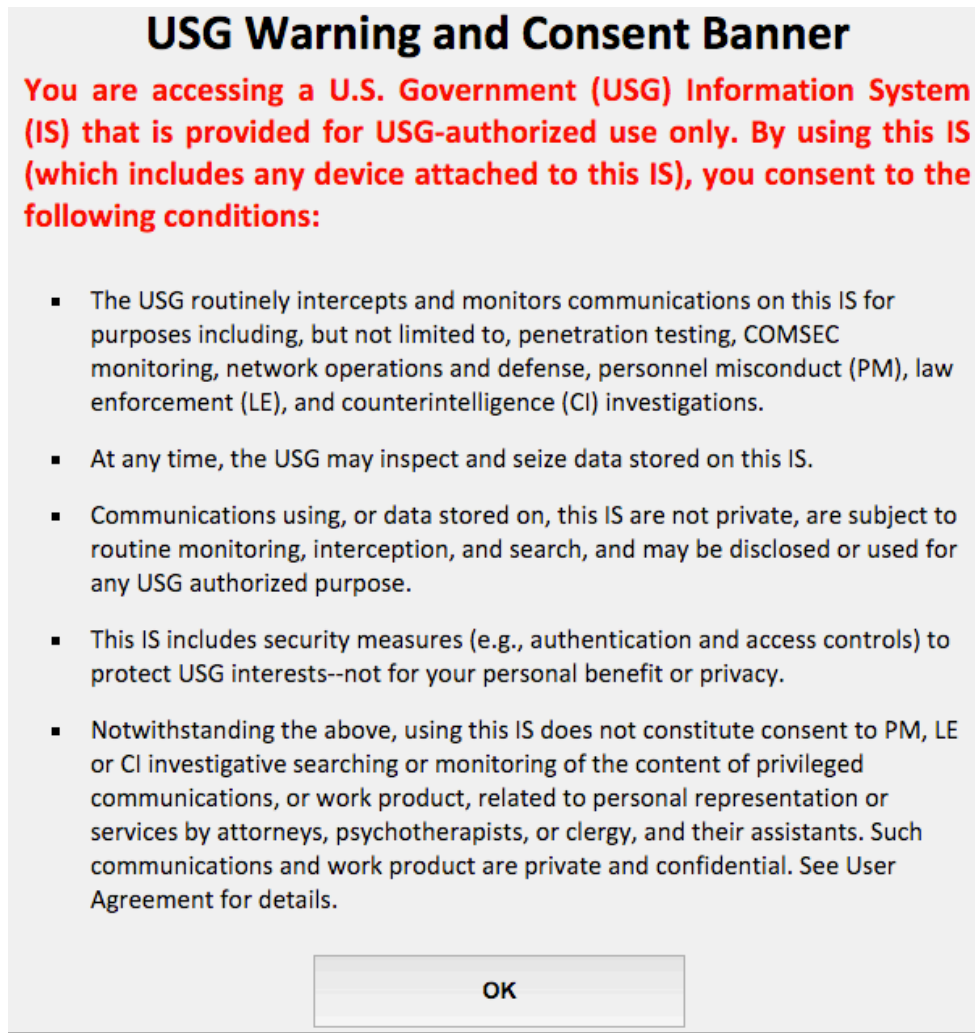 USG Warning and Consent Banner
You are accessing a U.S. Government (USG) Information System
(IS) that is provided for USG-authorized use only. By using this IS
(which includes any device attached to this IS), you consent to the
following conditions:
▪ The USG routinely intercepts and monitors communications on this IS for
purposes including, but not limited to, penetration testing, COMSEC
monitoring, network operations and defense, personnel misconduct (PM), law
enforcement (LE), and counterintelligence (CI) investigations.
▪ At any time, the USG may inspect and seize data stored on this IS.
▪ Communications using, or data stored on, this IS are not private, are subject to
routine monitoring, interception, and search, and may be disclosed or used for
any USG authorized purpose.
▪ This IS includes security measures (e.g., authentication and access controls) to
protect USG interests--not for your personal benefit or privacy.
▪ Notwithstanding the above, using this IS does not constitute consent to PM, LE
or CI investigative searching or monitoring of the content of privileged
communications, or work product, related to personal representation or
services by attorneys, psychotherapists, or clergy, and their assistants. Such
communications and work product are private and confidential. See User
Agreement for details.
OK